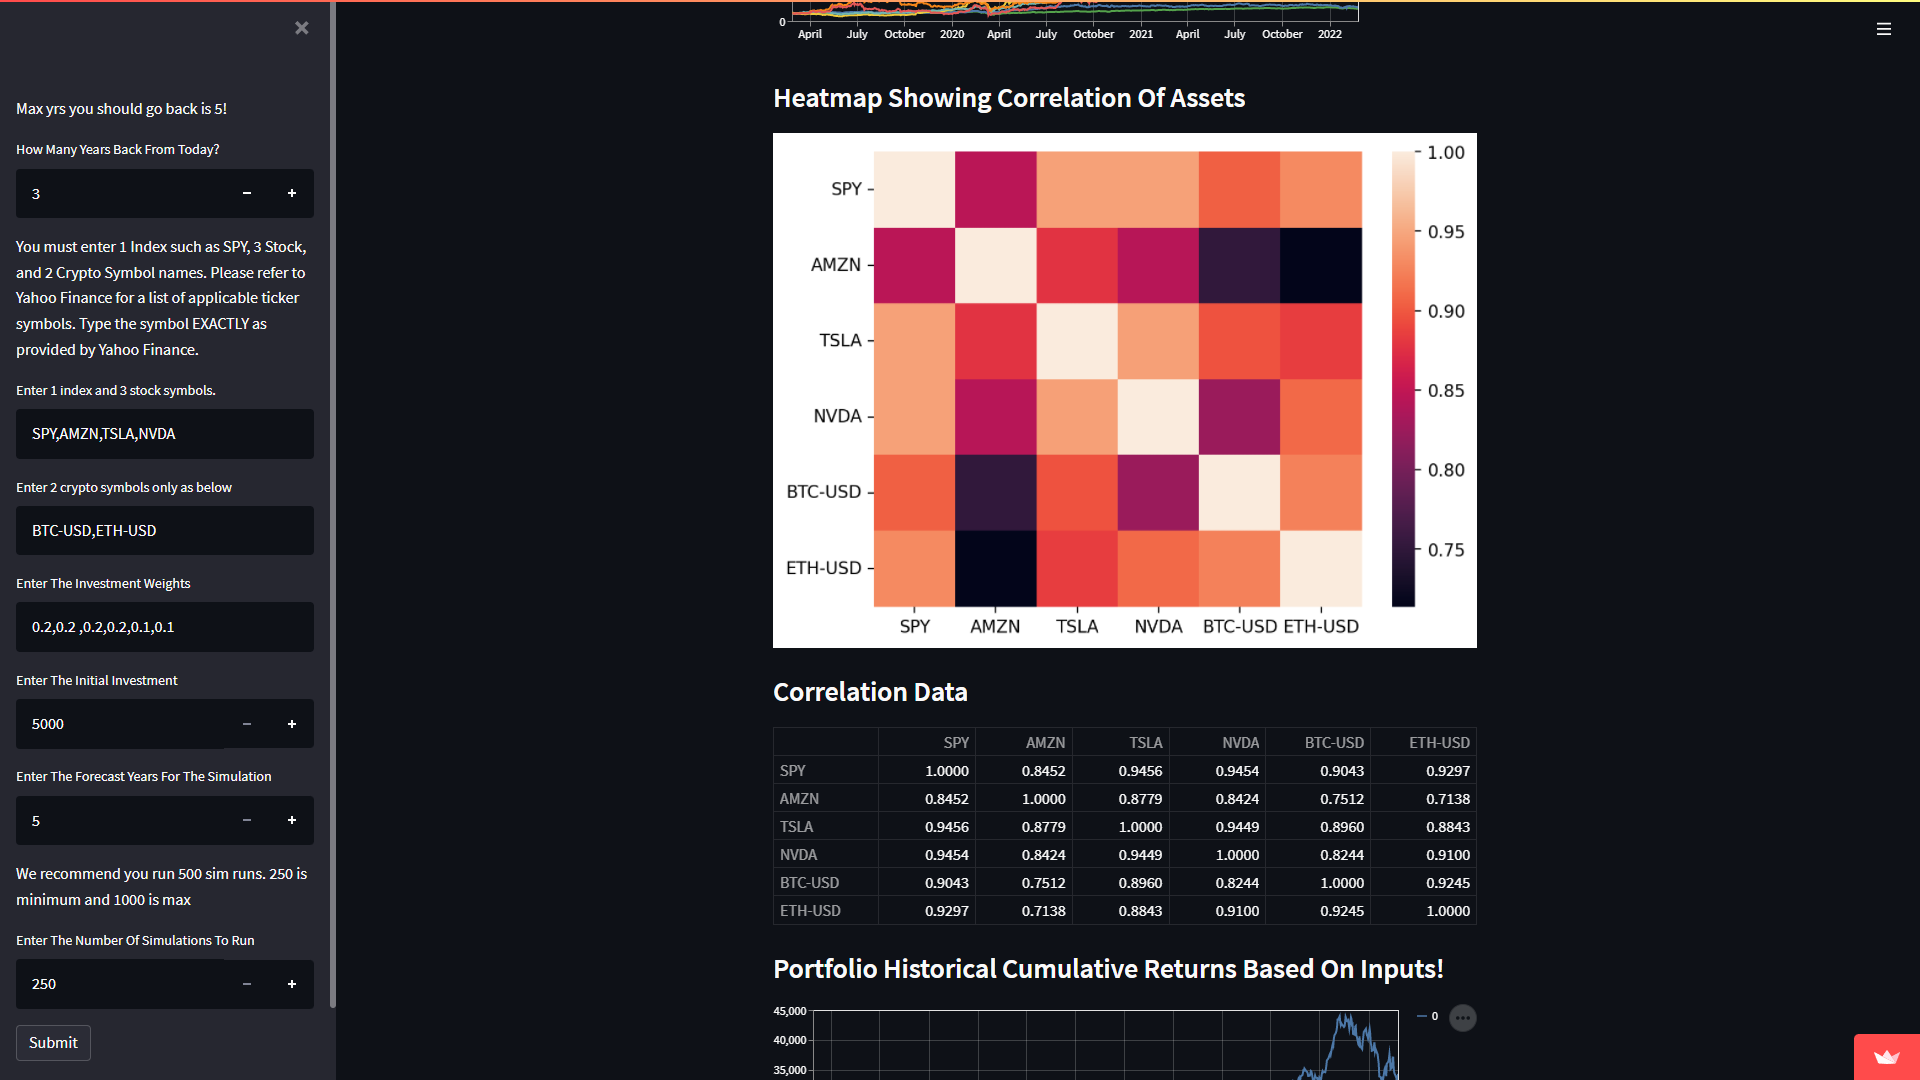 ×
Max yrs you should go back is 5!
How Many Years Back From Today?
3 − +
You must enter 1 Index such as SPY, 3 Stock,
and 2 Crypto Symbol names. Please refer to
Yahoo Finance for a list of applicable ticker
symbols. Type the symbol EXACTLY as
provided by Yahoo Finance.
Enter 1 index and 3 stock symbols.
SPY,AMZN,TSLA,NVDA
Enter 2 crypto symbols only as below
BTC-USD,ETH-USD
Enter The Investment Weights
0.2,0.2 ,0.2,0.2,0.1,0.1
Enter The Initial Investment
5000 − +
Enter The Forecast Years For The Simulation
5 − +
We recommend you run 500 sim runs. 250 is
minimum and 1000 is max
Enter The Number Of Simulations To Run
250 − +
Submit
0
April July October 2020 April July October 2021 April July October 2022
Heatmap Showing Correlation Of Assets
SPY
AMZN
TSLA
NVDA
BTC-USD
ETH-USD
SPY AMZN TSLA NVDA BTC-USD ETH-USD
1.00
0.95
0.90
0.85
0.80
0.75
Correlation Data
SPY AMZN TSLA NVDA BTC-USD ETH-USD
SPY 1.0000 0.8452 0.9456 0.9454 0.9043 0.9297
AMZN 0.8452 1.0000 0.8779 0.8424 0.7512 0.7138
TSLA 0.9456 0.8779 1.0000 0.9449 0.8960 0.8843
NVDA 0.9454 0.8424 0.9449 1.0000 0.8244 0.9100
BTC-USD 0.9043 0.7512 0.8960 0.8244 1.0000 0.9245
ETH-USD 0.9297 0.7138 0.8843 0.9100 0.9245 1.0000
Portfolio Historical Cumulative Returns Based On Inputs!
45,000
40,000
35,000
0